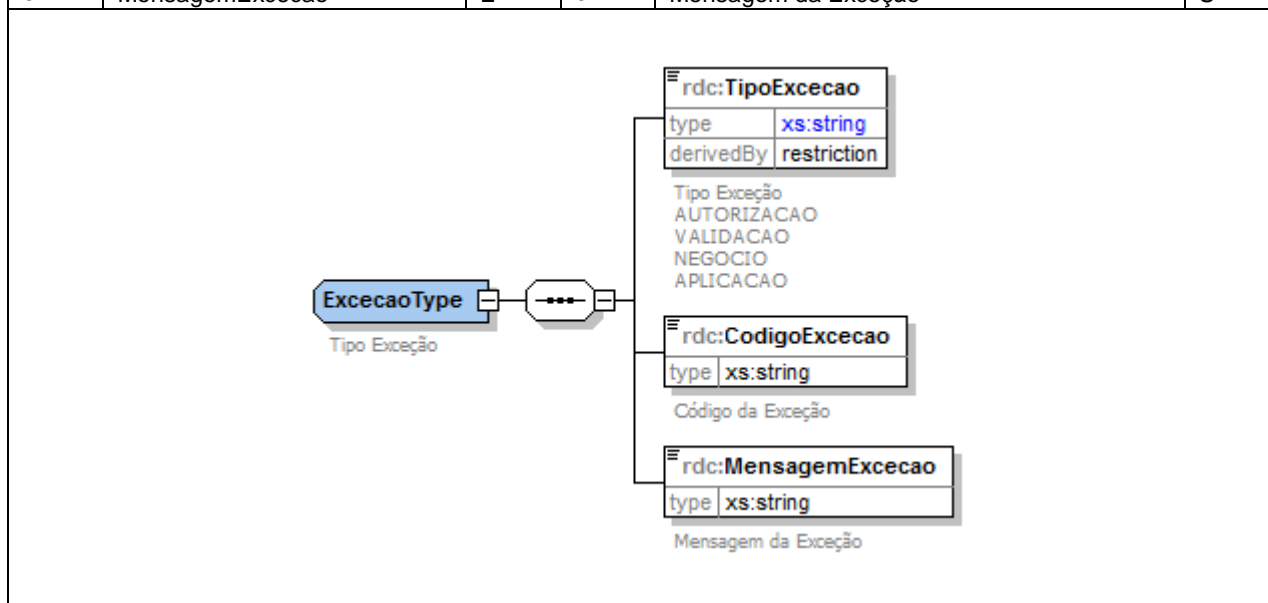 MensagemExcecao Mensagem da Exceção
rdc:TipoExcecao
type xs:string
derivedBy restriction
Tipo Exceção
AUTORIZACAO
VALIDACAO
NEGOCIO
APLICACAO
ExcecaoType
Tipo Exceção
rdc:CodigoExcecao
type xs:string
Código da Exceção
rdc:MensagemExcecao
type xs:string
Mensagem da Exceção